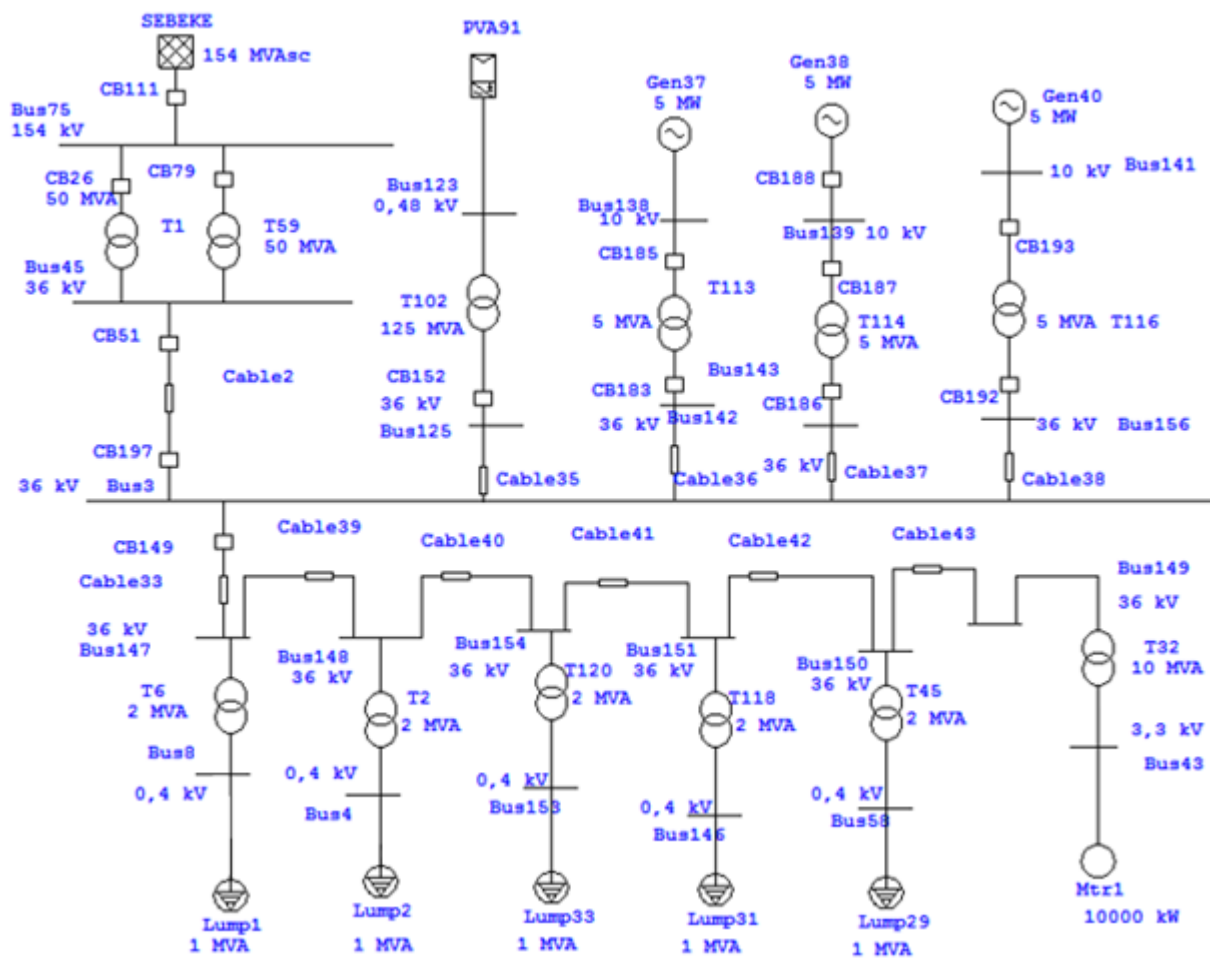 SEBEKE
154 MVAsc
CB111
Bus75
154 kV
CB26
50 MVA
CB79
T1
T59
50 MVA
Bus45
36 kV
CB51
Cable2
CB197
36 kV Bus3
PVA91
Bus123
0,48 kV
T102
125 MVA
CB152
36 kV
Bus125
Cable35
Gen37
5 MW
Bus138
10 kV
CB185
T113
5 MVA
Bus143
CB183
Bus142
36 kV
Cable36
Gen38
5 MW
CB188
Bus139 10 kV
CB187
T114
5 MVA
CB186
36 kV
Cable37
Gen40
5 MW
10 kV Bus141
CB193
5 MVA T116
CB192
36 kV Bus156
Cable38
CB149
Cable33
Cable39
Cable40
Cable41
Cable42
Cable43
36 kV
Bus147
T6
2 MVA
Bus8
0,4 kV
Lump1
1 MVA
Bus148
36 kV
T2
2 MVA
0,4 kV
Bus4
Lump2
1 MVA
Bus154
36 kV
T120
2 MVA
0,4 kV
Bus153
Lump33
1 MVA
Bus151
36 kV
T118
2 MVA
0,4 kV
Bus146
Lump31
1 MVA
Bus150
36 kV
T45
2 MVA
0,4 kV
Bus58
Lump29
1 MVA
Bus149
36 kV
T32
10 MVA
3,3 kV
Bus43
Mtr1
10000 kW